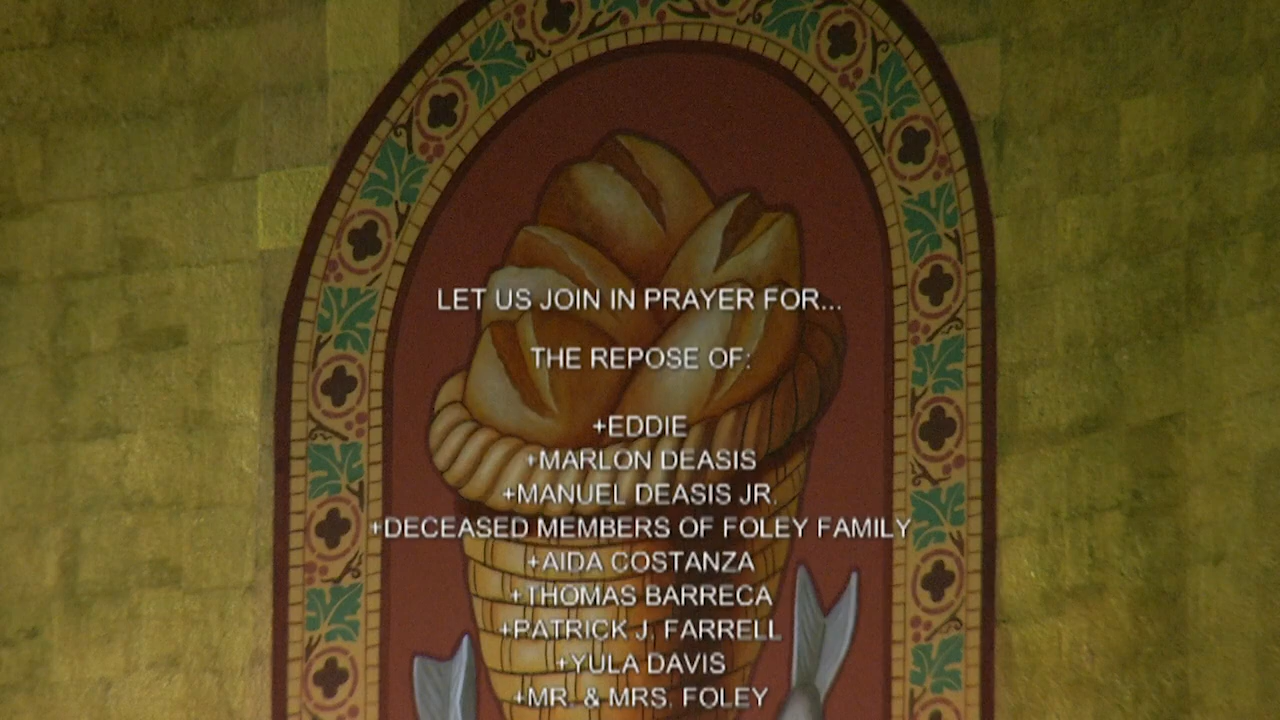 LET US JOIN IN PRAYER FOR...
THE REPOSE OF:
+EDDIE
+MARLON DEASIS
+MANUEL DEASIS JR.
+DECEASED MEMBERS OF FOLEY FAMILY
+AIDA COSTANZA
+THOMAS BARRECA
+PATRICK J. FARRELL
+YULA DAVIS
+MR. & MRS. FOLEY